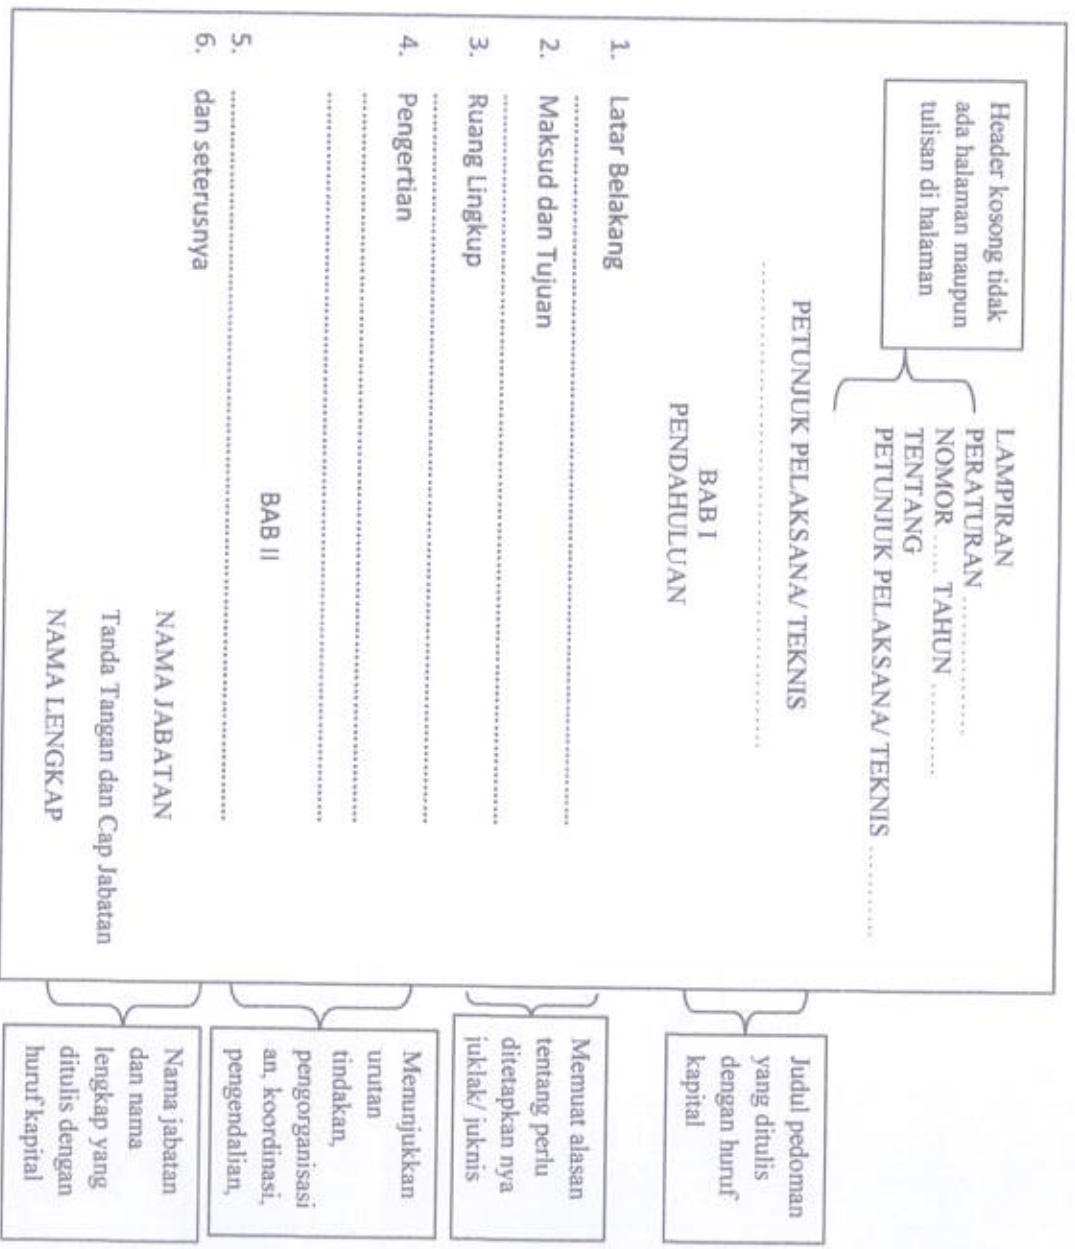 Header kosong tidak
ada halaman maupun
tulisan di halaman
LAMPIRAN
PERATURAN .............
NOMOR .... TAHUN ..........
TENTANG
PETUNJUK PELAKSANA/ TEKNIS .........
PETUNJUK PELAKSANA/ TEKNIS
................................................
Judul pedoman
yang ditulis
dengan huruf
kapital
BAB I
PENDAHULUAN
1. Latar Belakang
................................................
2. Maksud dan Tujuan
................................................
3. Ruang Lingkup
................................................
4. Pengertian
................................................
................................................
Memuat alasan
tentang perlu
ditetapkan nya
juklak/ juknis
BAB II
5. ................................................
6. dan seterusnya
Menunjukkan
urutan
tindakan,
pengorganisasi
an, koordinasi,
pengendalian,
NAMA JABATAN
Tanda Tangan dan Cap Jabatan
NAMA LENGKAP
Nama jabatan
dan nama
lengkap yang
ditulis dengan
huruf kapital